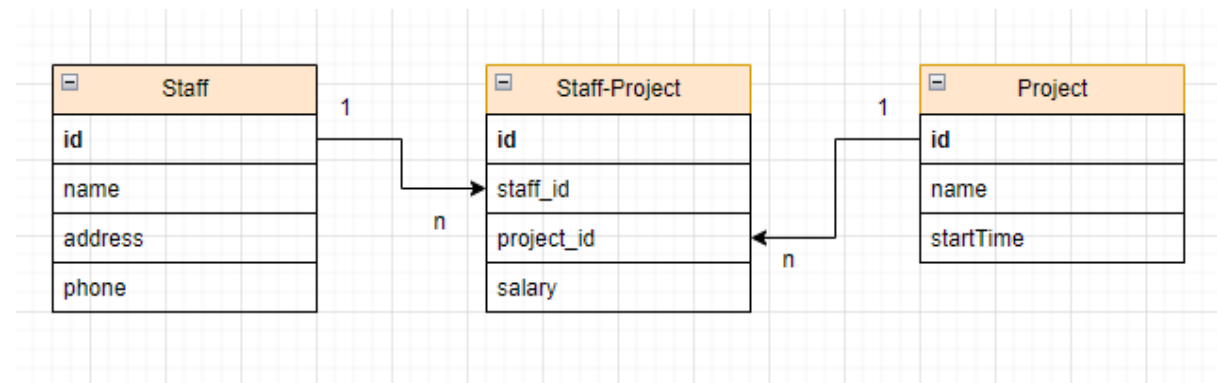 Staff
id
name
address
phone
1
n
Staff-Project
id
staff_id
project_id
salary
1
n
Project
id
name
startTime